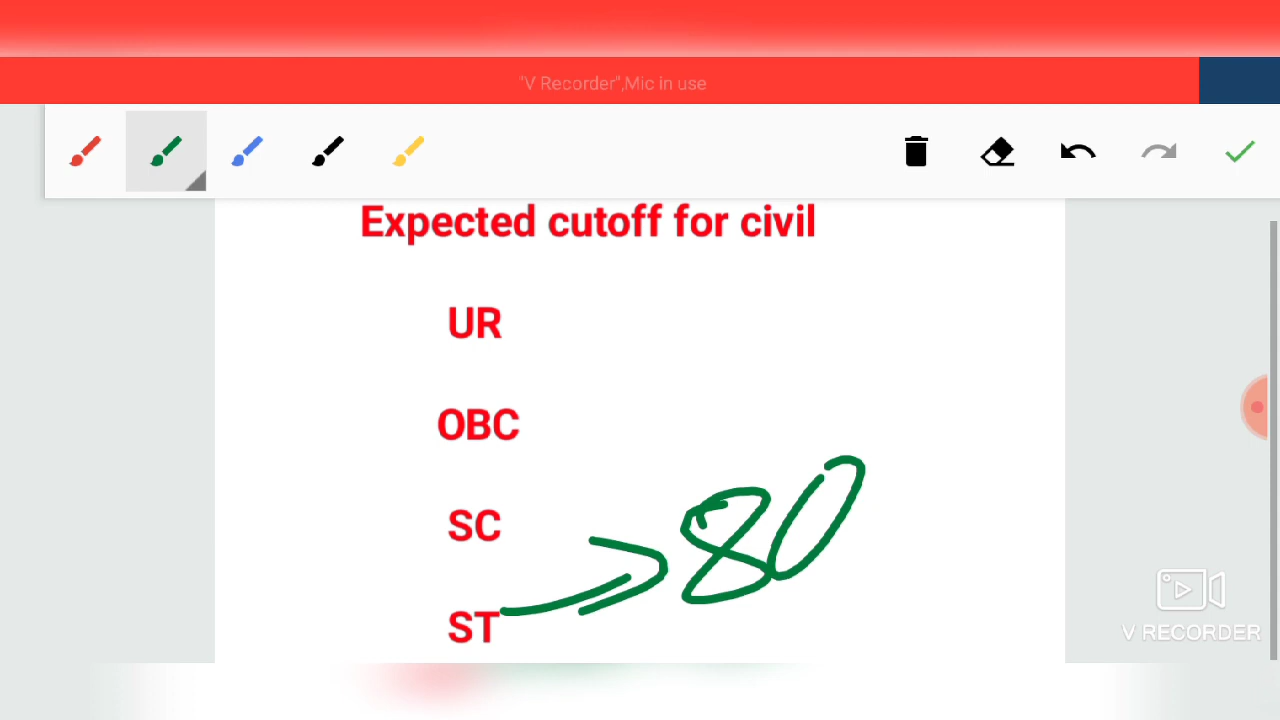 "V Recorder",Mic in use
Expected cutoff for civil
UR
OBC
SC
80
ST
V RECORDER